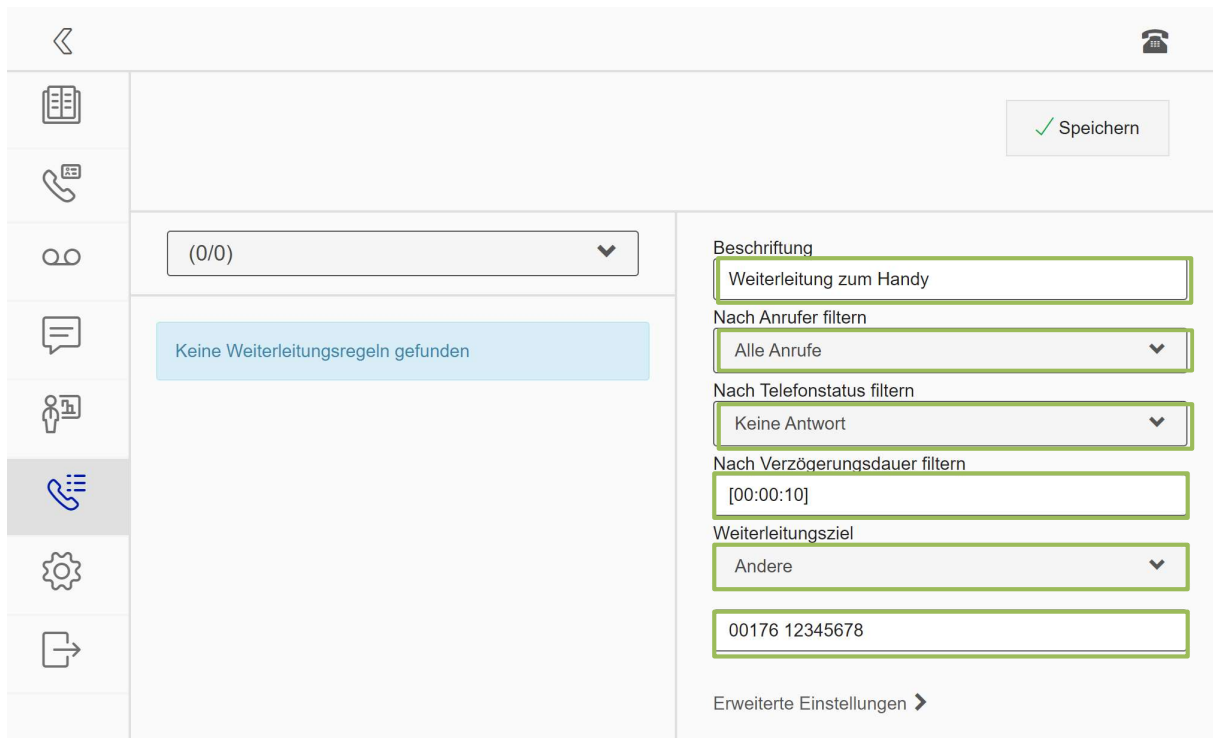 Speichern
(0/0)
Keine Weiterleitungsregeln gefunden
Beschriftung
Weiterleitung zum Handy
Nach Anrufer filtern
Alle Anrufe
Nach Telefonstatus filtern
Keine Antwort
Nach Verzögerungsdauer filtern
[00:00:10]
Weiterleitungsziel
Andere
00176 12345678
Erweiterte Einstellungen